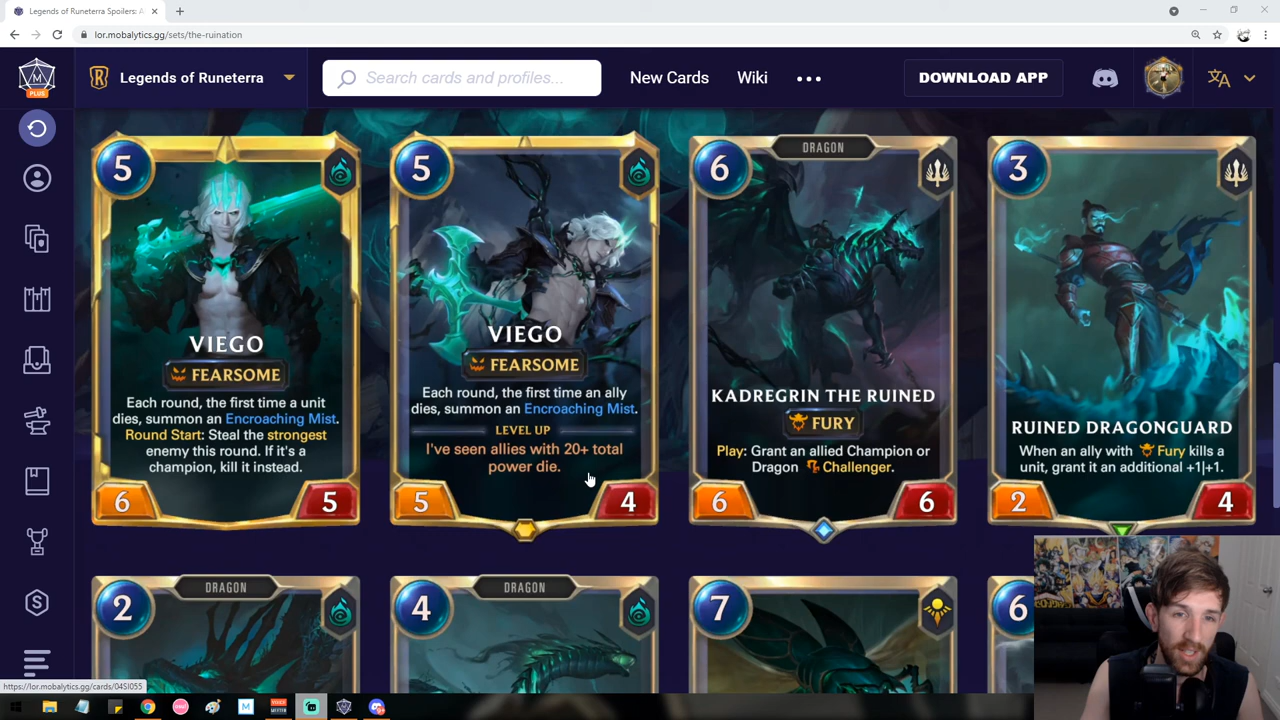 Legends of Runeterra Spoilers: A
lor.mobalytics.gg/sets/the-ruination
M
PLUS
Legends of Runeterra
Search cards and profiles...
New Cards
Wiki
DOWNLOAD APP
5
VIEGO
FEARSOME
Each round, the first time a unit
dies, summon an Encroaching Mist.
Round Start: Steal the strongest
enemy this round. If it's a
champion, kill it instead.
6
5
5
VIEGO
FEARSOME
Each round, the first time an ally
dies, summon an Encroaching Mist.
LEVEL UP
I've seen allies with 20+ total
power die.
5
4
6
DRAGON
KADREGRIN THE RUINED
FURY
Play: Grant an allied Champion or
Dragon Challenger.
6
6
3
RUINED DRAGONGUARD
When an ally with Fury kills a
unit, grant it an additional +1|+1.
2
4
2
DRAGON
4
DRAGON
7
6
https://lor.mobalytics.gg/cards/04SI055